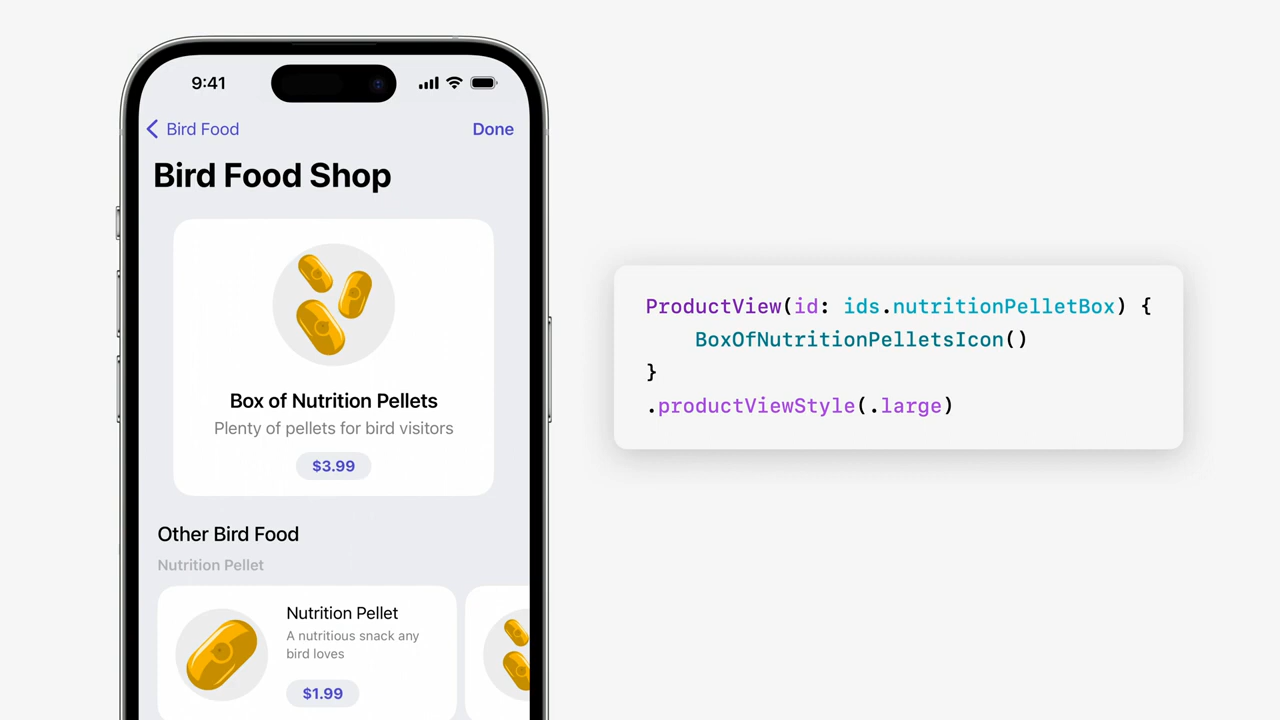 9:41
Bird Food
Done
Bird Food Shop
Box of Nutrition Pellets
Plenty of pellets for bird visitors
$3.99
Other Bird Food
Nutrition Pellet
Nutrition Pellet
A nutritious snack any
bird loves
$1.99
ProductView(id: ids.nutritionPelletBox) {
    BoxOfNutritionPelletsIcon()
}
.productViewStyle(.large)